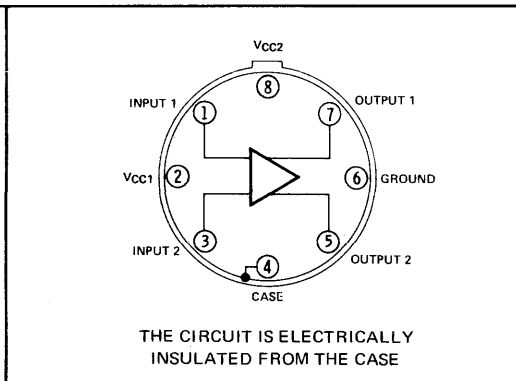 VCC2
8
INPUT 1
OUTPUT 1
1
7
VCC1
2
6
GROUND
3
5
INPUT 2
OUTPUT 2
4
CASE
THE CIRCUIT IS ELECTRICALLY
INSULATED FROM THE CASE